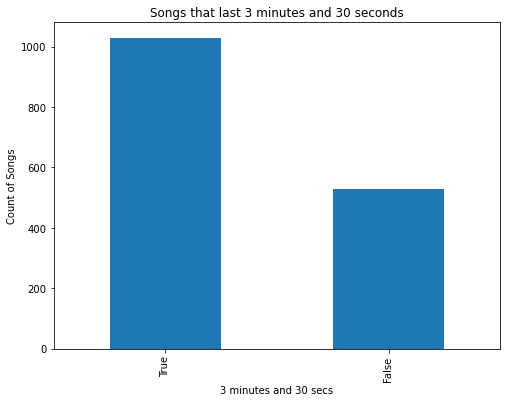 Songs that last 3 minutes and 30 seconds
Count of Songs
1000
800
600
400
200
0
True
False
3 minutes and 30 secs